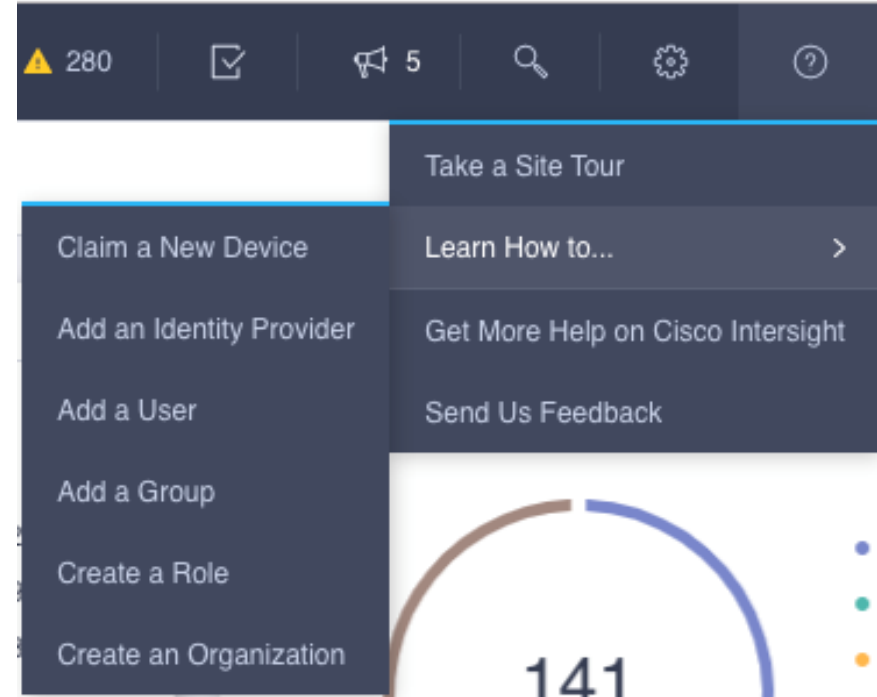 280
5
Take a Site Tour
Learn How to...
Get More Help on Cisco Intersight
Send Us Feedback
Claim a New Device
Add an Identity Provider
Add a User
Add a Group
Create a Role
Create an Organization
141